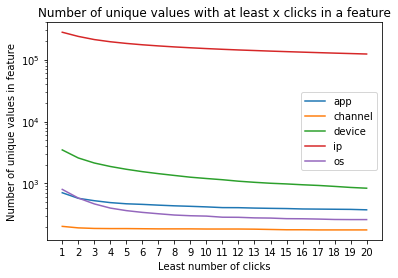 Number of unique values with at least x clicks in a feature
Number of unique values in feature
10^5
10^4
10^3
app
channel
device
ip
os
1 2 3 4 5 6 7 8 9 10 11 12 13 14 15 16 17 18 19 20
Least number of clicks